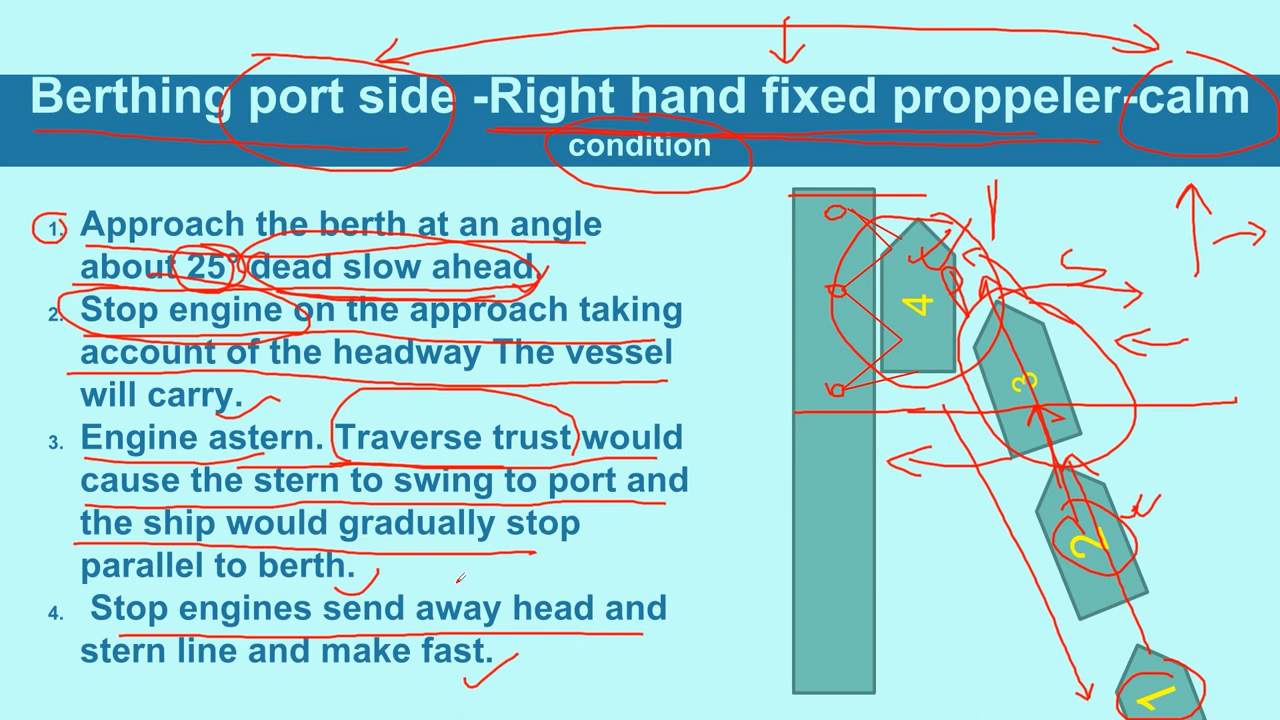 Berthing port side -Right hand fixed proppeler-calm
condition
1. Approach the berth at an angle
about 25° dead slow ahead.
2. Stop engine on the approach taking
account of the headway The vessel
will carry.
3. Engine astern. Traverse trust would
cause the stern to swing to port and
the ship would gradually stop
parallel to berth.
4. Stop engines send away head and
stern line and make fast.
4
3
2
1